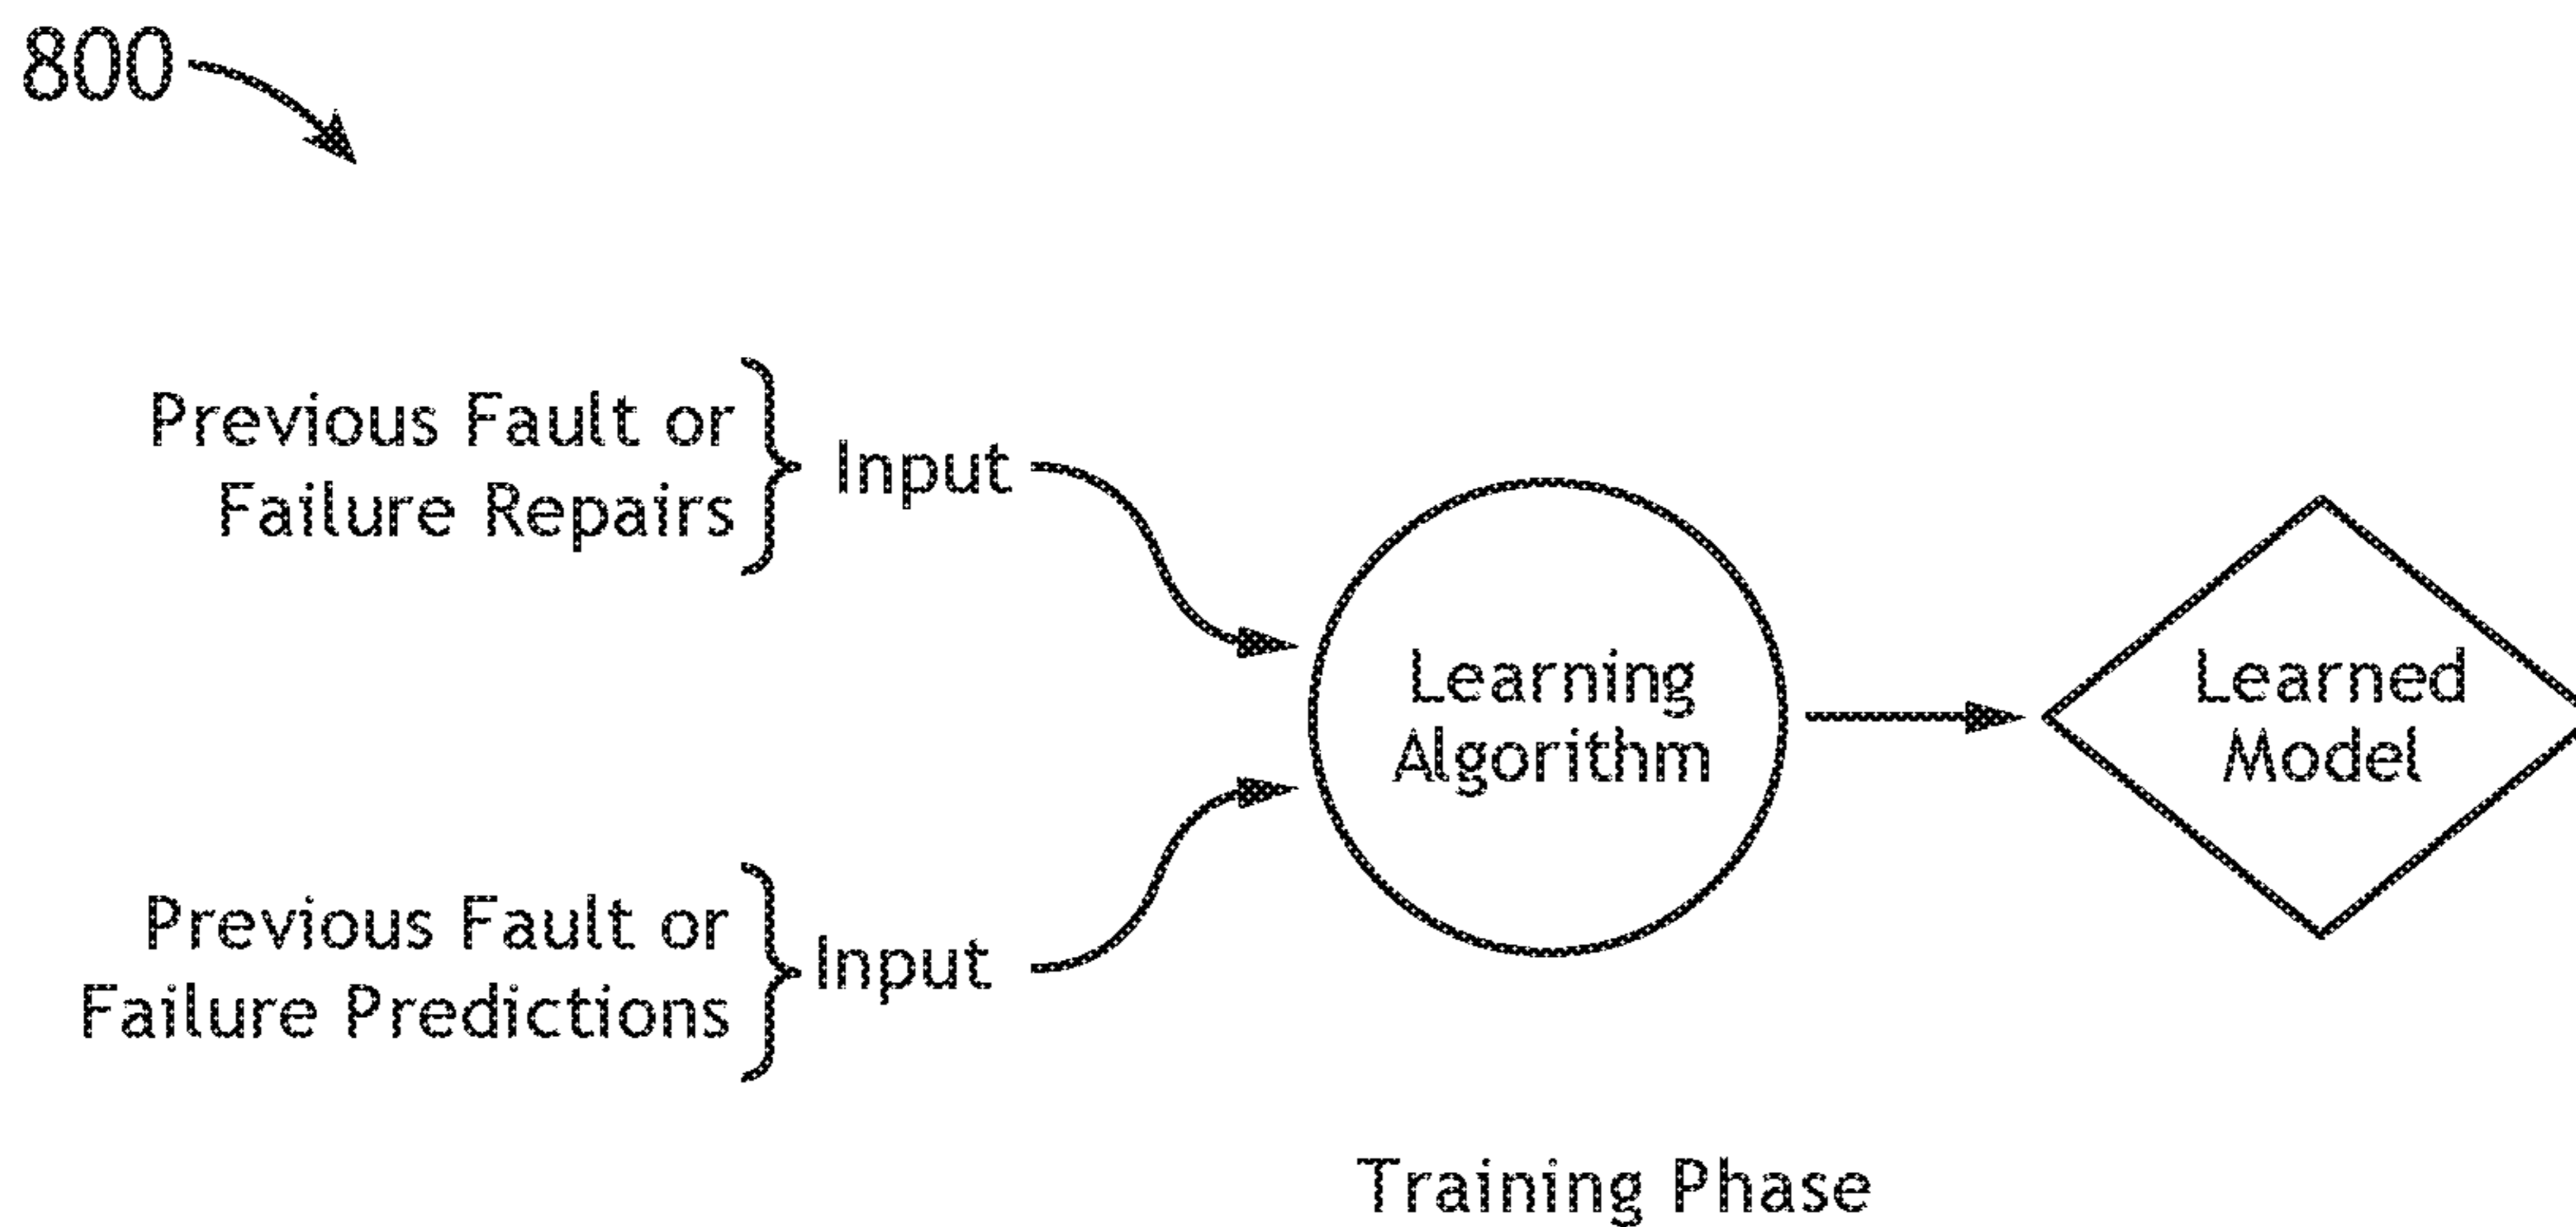 800
Previous Fault or
Failure Repairs
Input
Previous Fault or
Failure Predictions
Input
Learning
Algorithm
Learned
Model
Training Phase